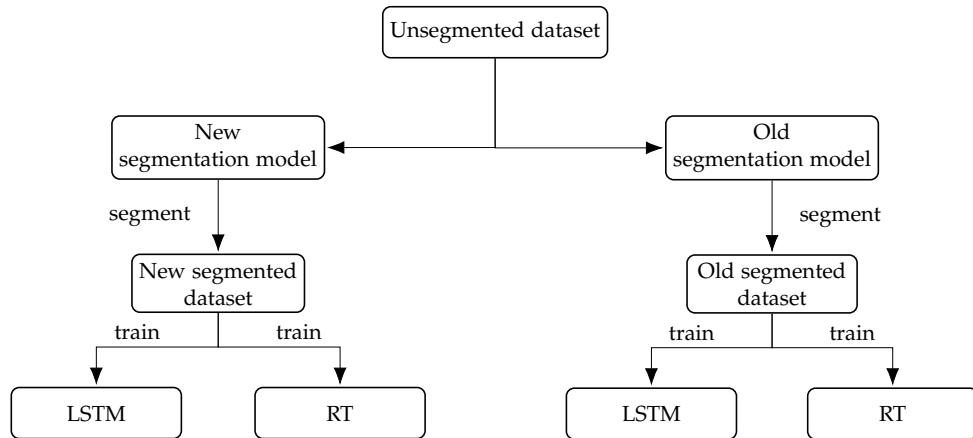 Unsegmented dataset
New
segmentation model
Old
segmentation model
segment
segment
New segmented
dataset
Old segmented
dataset
train
train
train
train
LSTM
RT
LSTM
RT